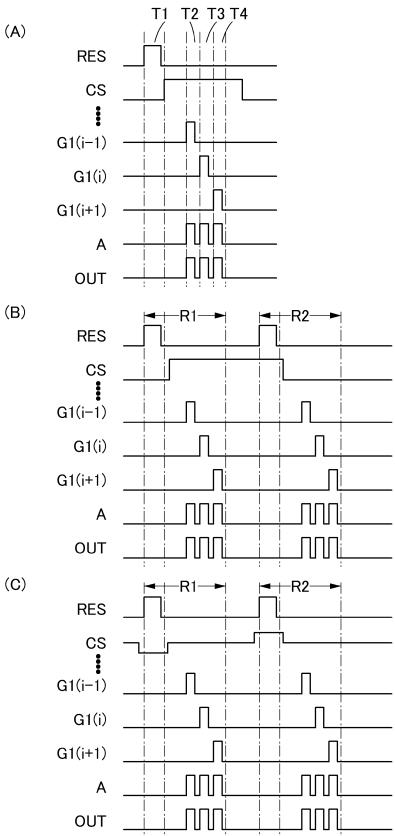 (A)
T1 T2 T3 T4
RES
CS
G1(i−1)
G1(i)
G1(i+1)
A
OUT
(B)
R1 R2
RES
CS
G1(i−1)
G1(i)
G1(i+1)
A
OUT
(C)
R1 R2
RES
CS
G1(i−1)
G1(i)
G1(i+1)
A
OUT